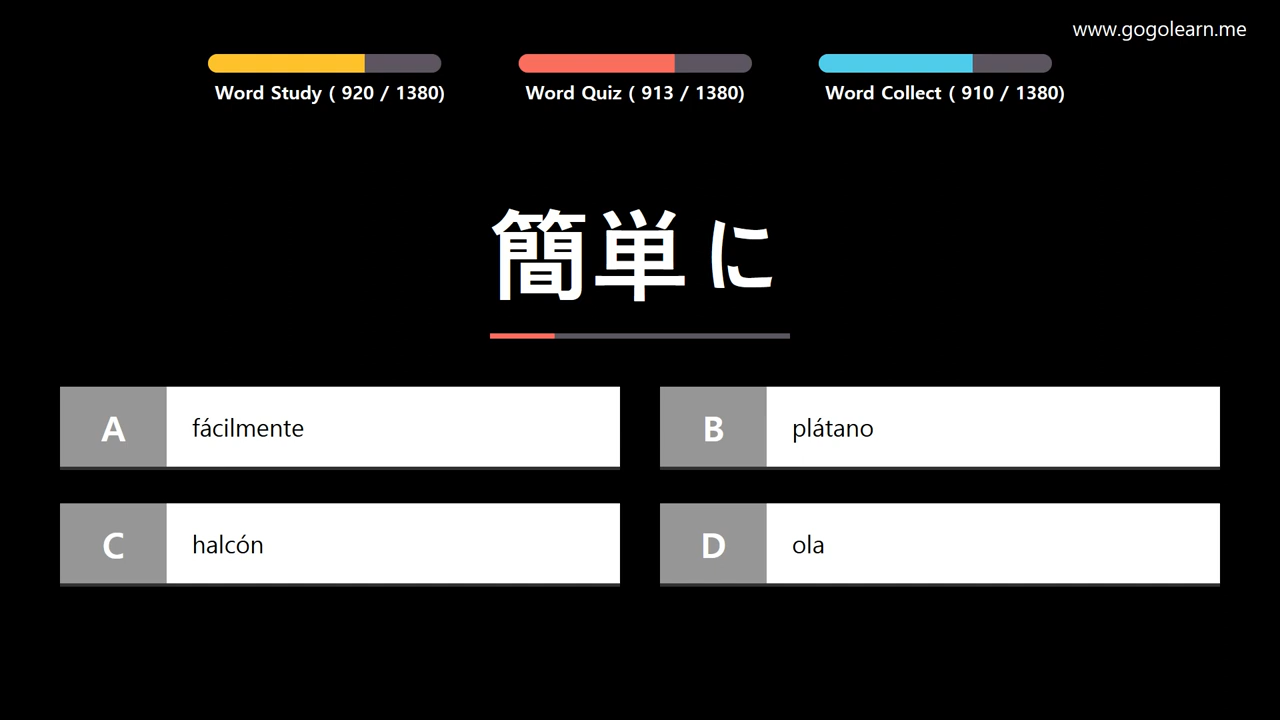 www.gogolearn.me
Word Study ( 920 / 1380)
Word Quiz ( 913 / 1380)
Word Collect ( 910 / 1380)
簡単に
A fácilmente
B plátano
C halcón
D ola